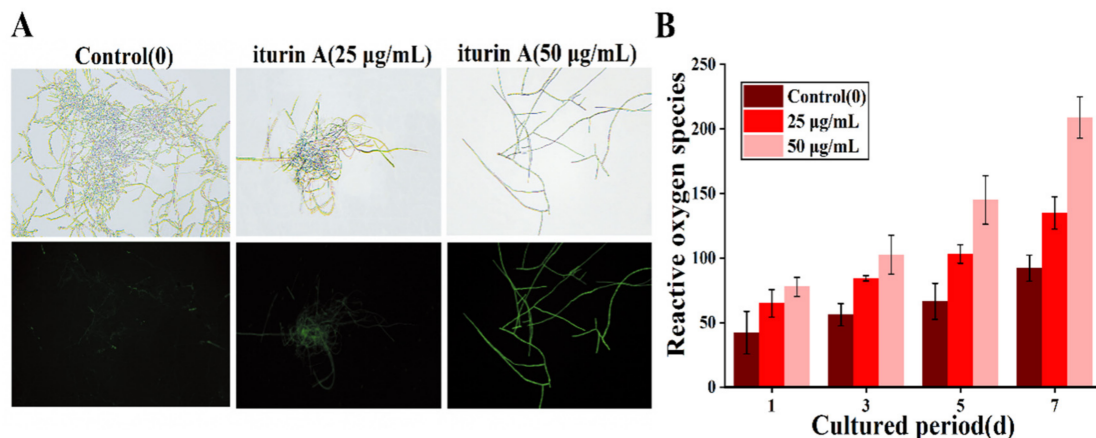 A
Control(0)
iturin A(25 μg/mL)
iturin A(50 μg/mL)
B
Reactive oxygen species
250
200
150
100
50
0
Control(0)
25 μg/mL
50 μg/mL
1 3 5 7
Cultured period(d)